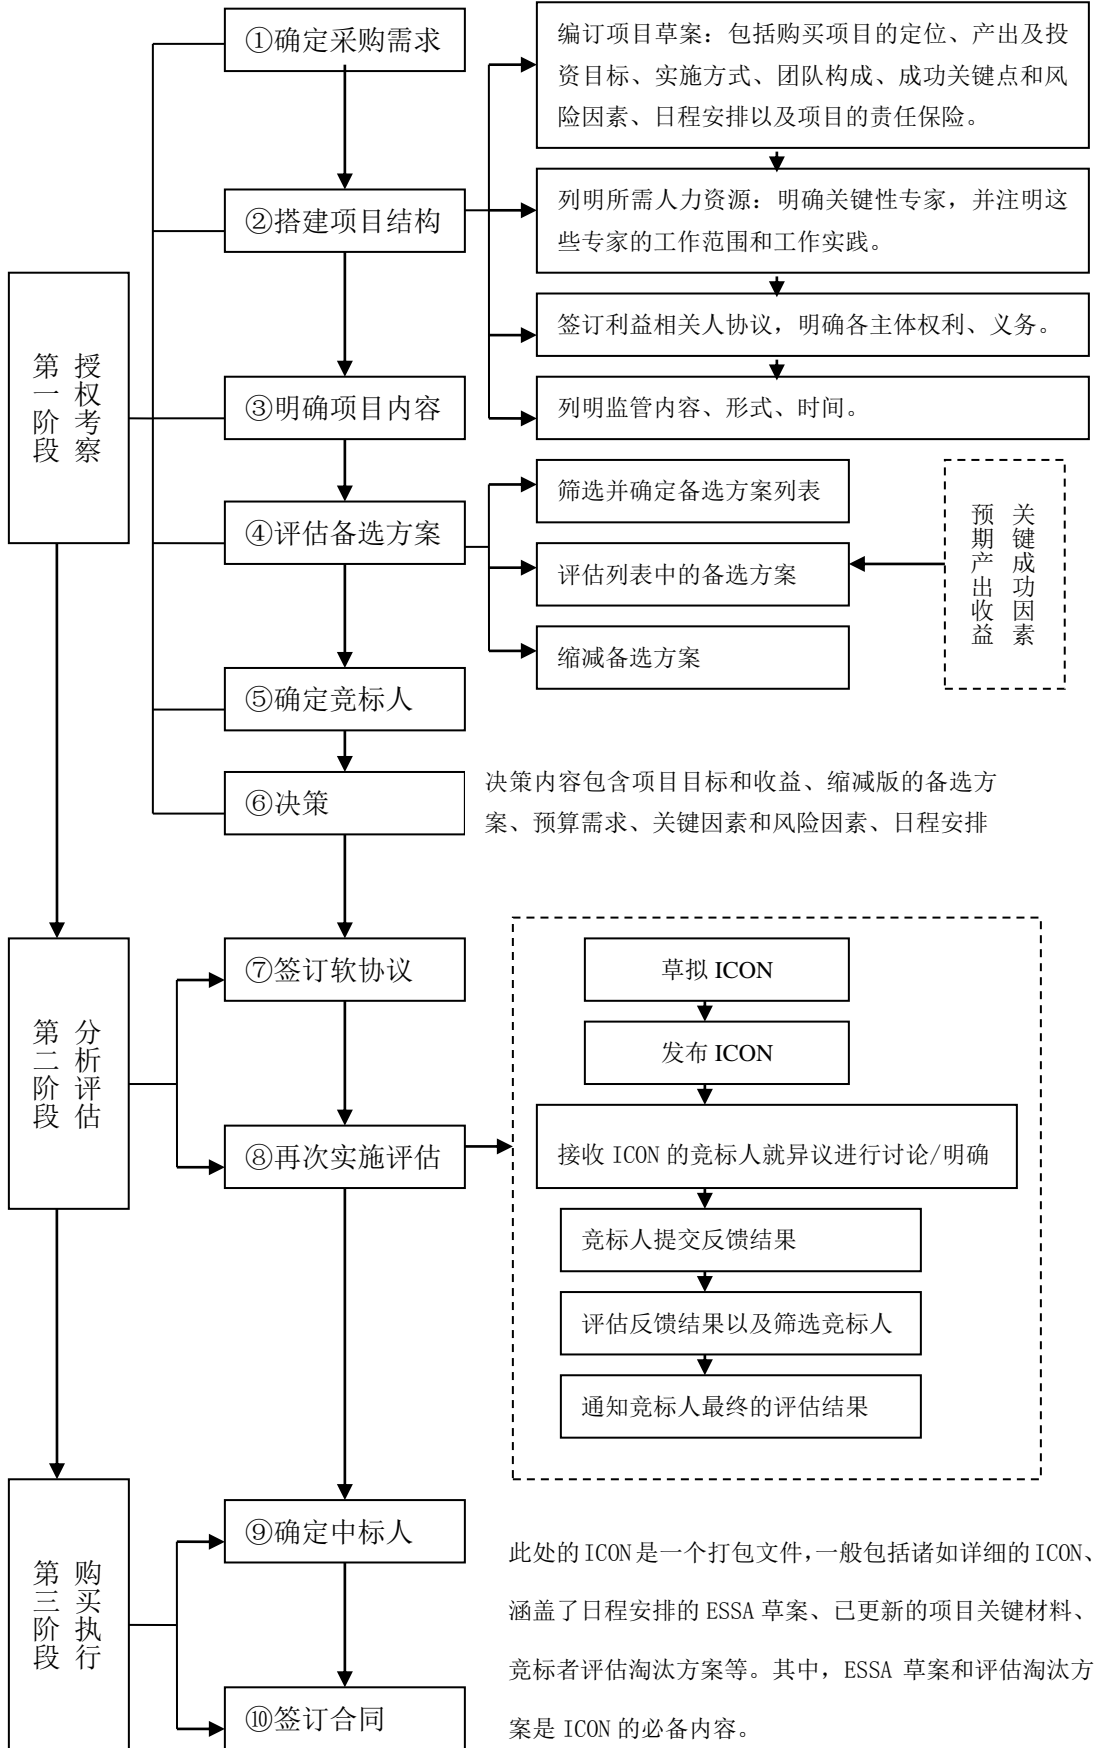 ①确定采购需求
编订项目草案：包括购买项目的定位、产出及投
资目标、实施方式、团队构成、成功关键点和风
险因素、日程安排以及项目的责任保险。
②搭建项目结构
列明所需人力资源：明确关键性专家，并注明这
些专家的工作范围和工作实践。
签订利益相关人协议，明确各主体权利、义务。
第一阶段
授权考察
③明确项目内容
列明监管内容、形式、时间。
④评估备选方案
筛选并确定备选方案列表
评估列表中的备选方案
缩减备选方案
关键成功因素
预期产出收益
⑤确定竞标人
⑥决策
决策内容包含项目目标和收益、缩减版的备选方
案、预算需求、关键因素和风险因素、日程安排
第二阶段
分析评估
⑦签订软协议
⑧再次实施评估
草拟 ICON
发布 ICON
接收 ICON 的竞标人就异议进行讨论/明确
竞标人提交反馈结果
评估反馈结果以及筛选竞标人
通知竞标人最终的评估结果
第三阶段
购买执行
⑨确定中标人
⑩签订合同
此处的 ICON 是一个打包文件，一般包括诸如详细的 ICON、
涵盖了日程安排的 ESSA 草案、已更新的项目关键材料、
竞标者评估淘汰方案等。其中，ESSA 草案和评估淘汰方
案是 ICON 的必备内容。